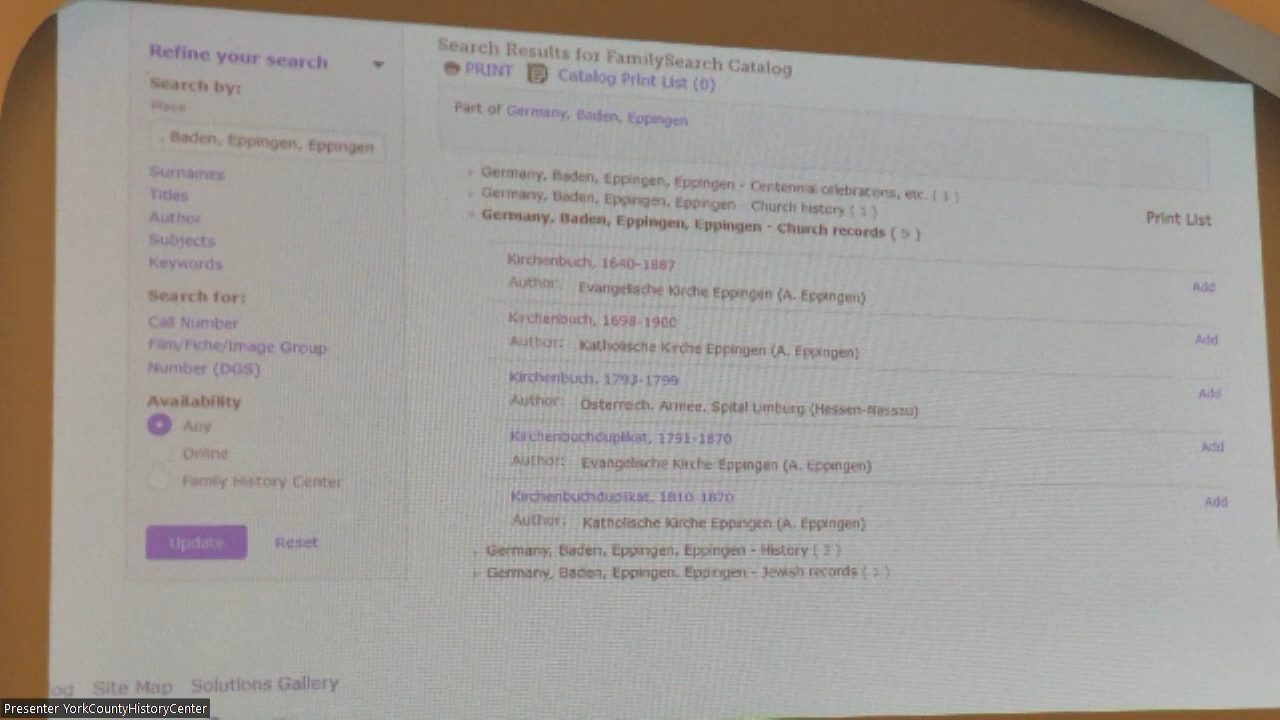 Refine your search
Search by:
Place
, Baden, Eppingen, Eppingen
Surnames
Titles
Author
Subjects
Keywords
Search for:
Call Number
Film/Fiche/Image Group
Number (DGS)
Availability
Any
Online
Family History Center
Update Reset
Search Results for FamilySearch Catalog
PRINT Catalog Print List (0)
Part of Germany, Baden, Eppingen
Germany, Baden, Eppingen, Eppingen - Centennial celebrations, etc. ( 1 )
Germany, Baden, Eppingen, Eppingen - Church history ( 1 )
Germany, Baden, Eppingen, Eppingen - Church records ( 5 )
Print List
Kirchenbuch, 1640-1887
Author: Evangelische Kirche Eppingen (A. Eppingen)
Add
Kirchenbuch, 1698-1900
Author: Katholische Kirche Eppingen (A. Eppingen)
Add
Kirchenbuch, 1793-1799
Author: Österreich. Armee. Spital Limburg (Hessen-Nassau)
Add
Kirchenbuchduplikat, 1791-1870
Author: Evangelische Kirche Eppingen (A. Eppingen)
Add
Kirchenbuchduplikat, 1810-1870
Author: Katholische Kirche Eppingen (A. Eppingen)
Add
Germany, Baden, Eppingen, Eppingen - History ( 2 )
Germany, Baden, Eppingen, Eppingen - Jewish records ( 1 )
og Site Map Solutions Gallery
Presenter YorkCountyHistoryCenter